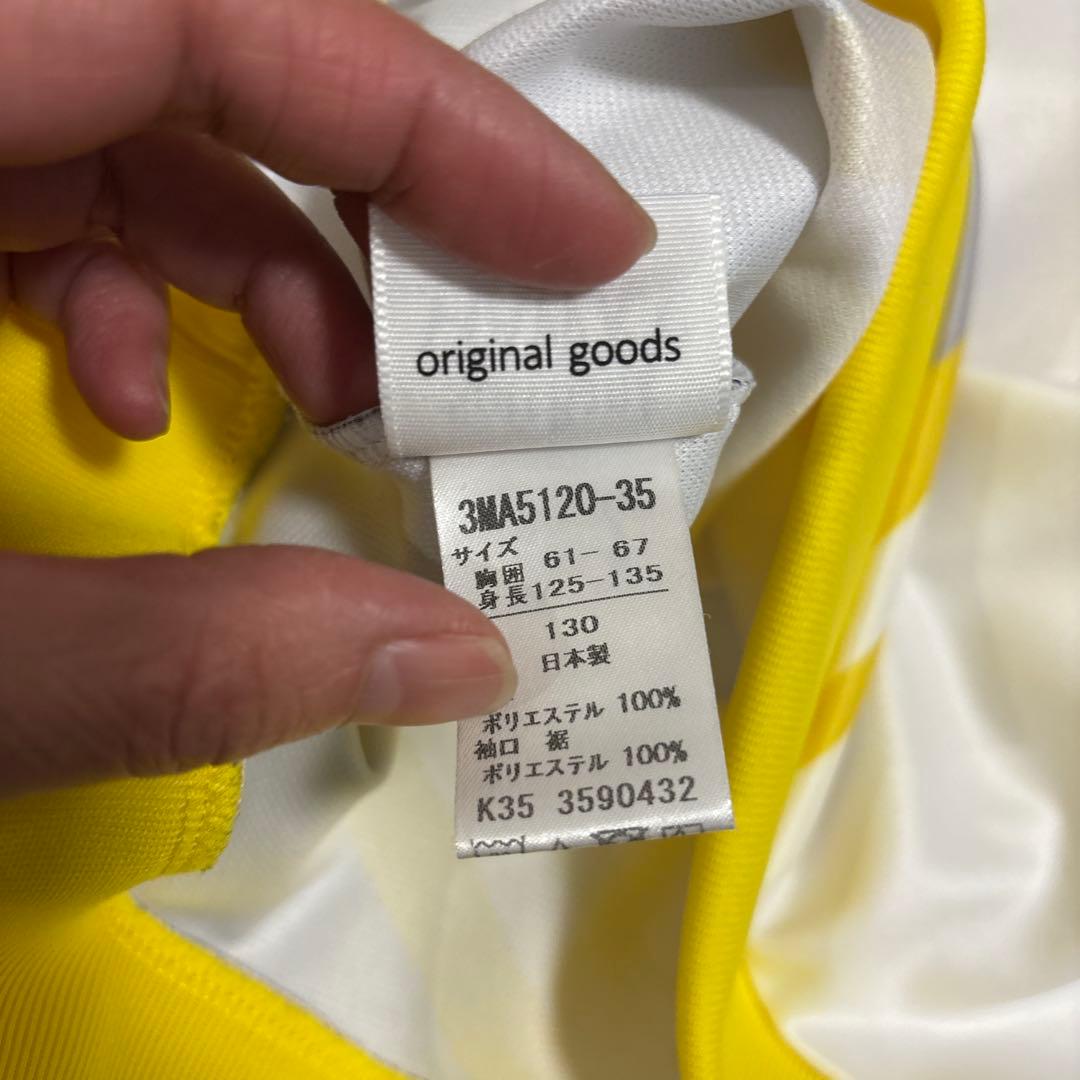 original goods
3MA5120-35
サイズ
胸囲 61- 67
身長125-135
130
日本製
ポリエステル 100%
袖口 裾
ポリエステル 100%
K35 3590432